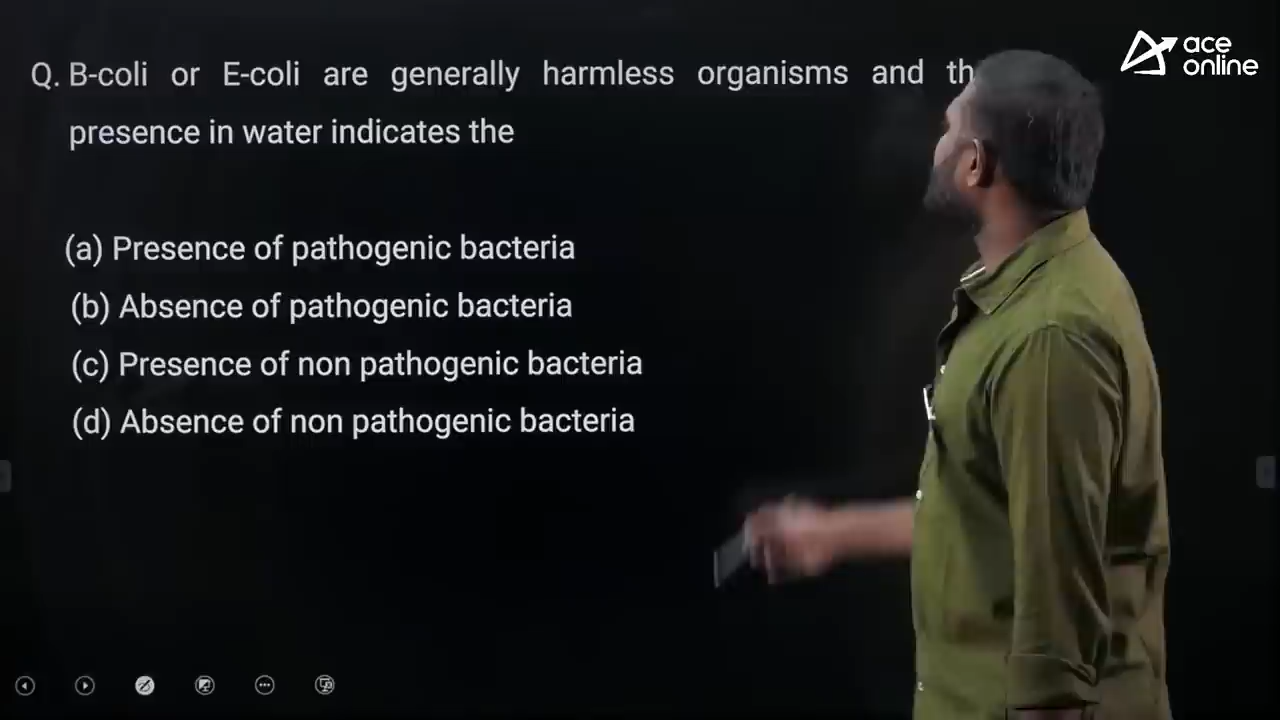 ace
online
Q. B-coli or E-coli are generally harmless organisms and
presence in water indicates the
(a) Presence of pathogenic bacteria
(b) Absence of pathogenic bacteria
(c) Presence of non pathogenic bacteria
(d) Absence of non pathogenic bacteria